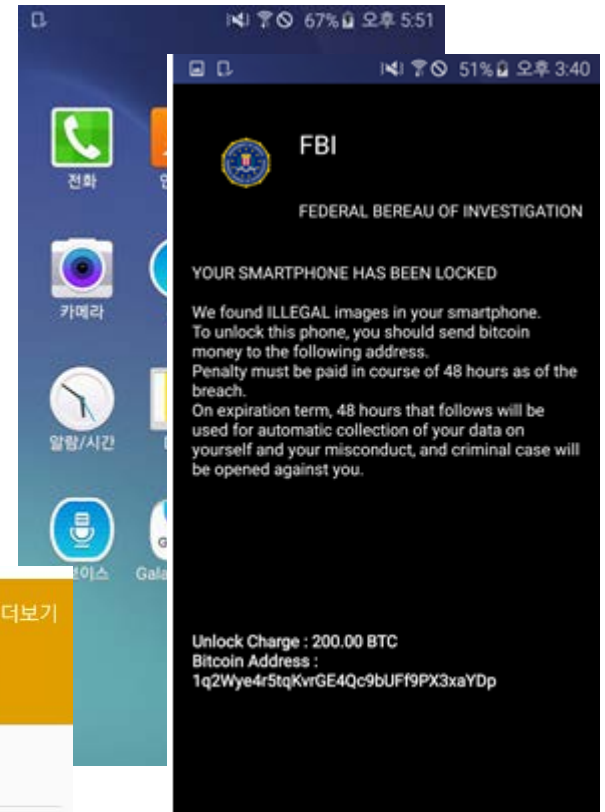 67% 오후 5:51
51% 오후 3:40
전화
카메라
알람/시간
Gala
더보기
FBI
FEDERAL BEREAU OF INVESTIGATION
YOUR SMARTPHONE HAS BEEN LOCKED
We found ILLEGAL images in your smartphone.
To unlock this phone, you should send bitcoin
money to the following address.
Penalty must be paid in course of 48 hours as of the
breach.
On expiration term, 48 hours that follows will be
used for automatic collection of your data on
yourself and your misconduct, and criminal case will
be opened against you.
Unlock Charge : 200.00 BTC
Bitcoin Address :
1q2Wye4r5tqKvrGE4Qc9bUFf9PX3xaYDp